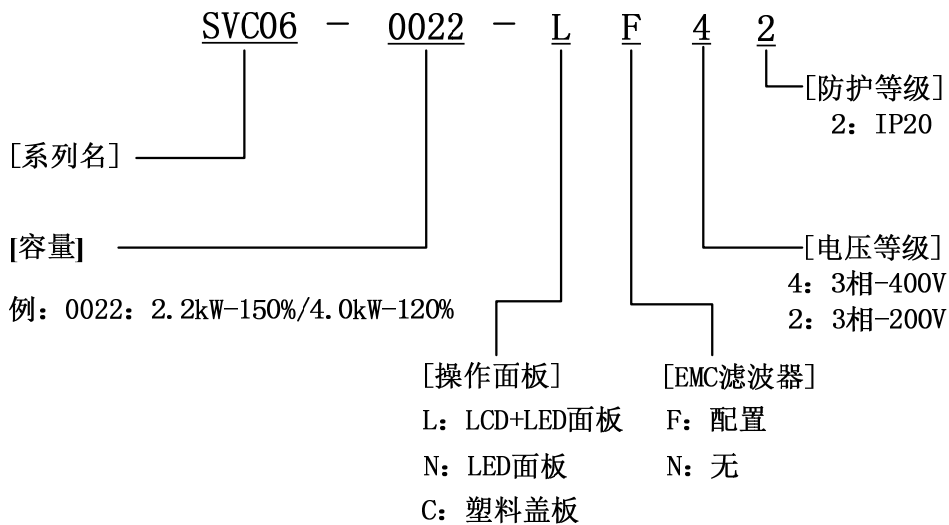 SVC06 - 0022 - L F 4 2
[防护等级]
2: IP20
[系列名]
[容量]
例: 0022: 2.2kW-150%/4.0kW-120%
[电压等级]
4: 3相-400V
2: 3相-200V
[操作面板]
L: LCD+LED面板
N: LED面板
C: 塑料盖板
[EMC滤波器]
F: 配置
N: 无